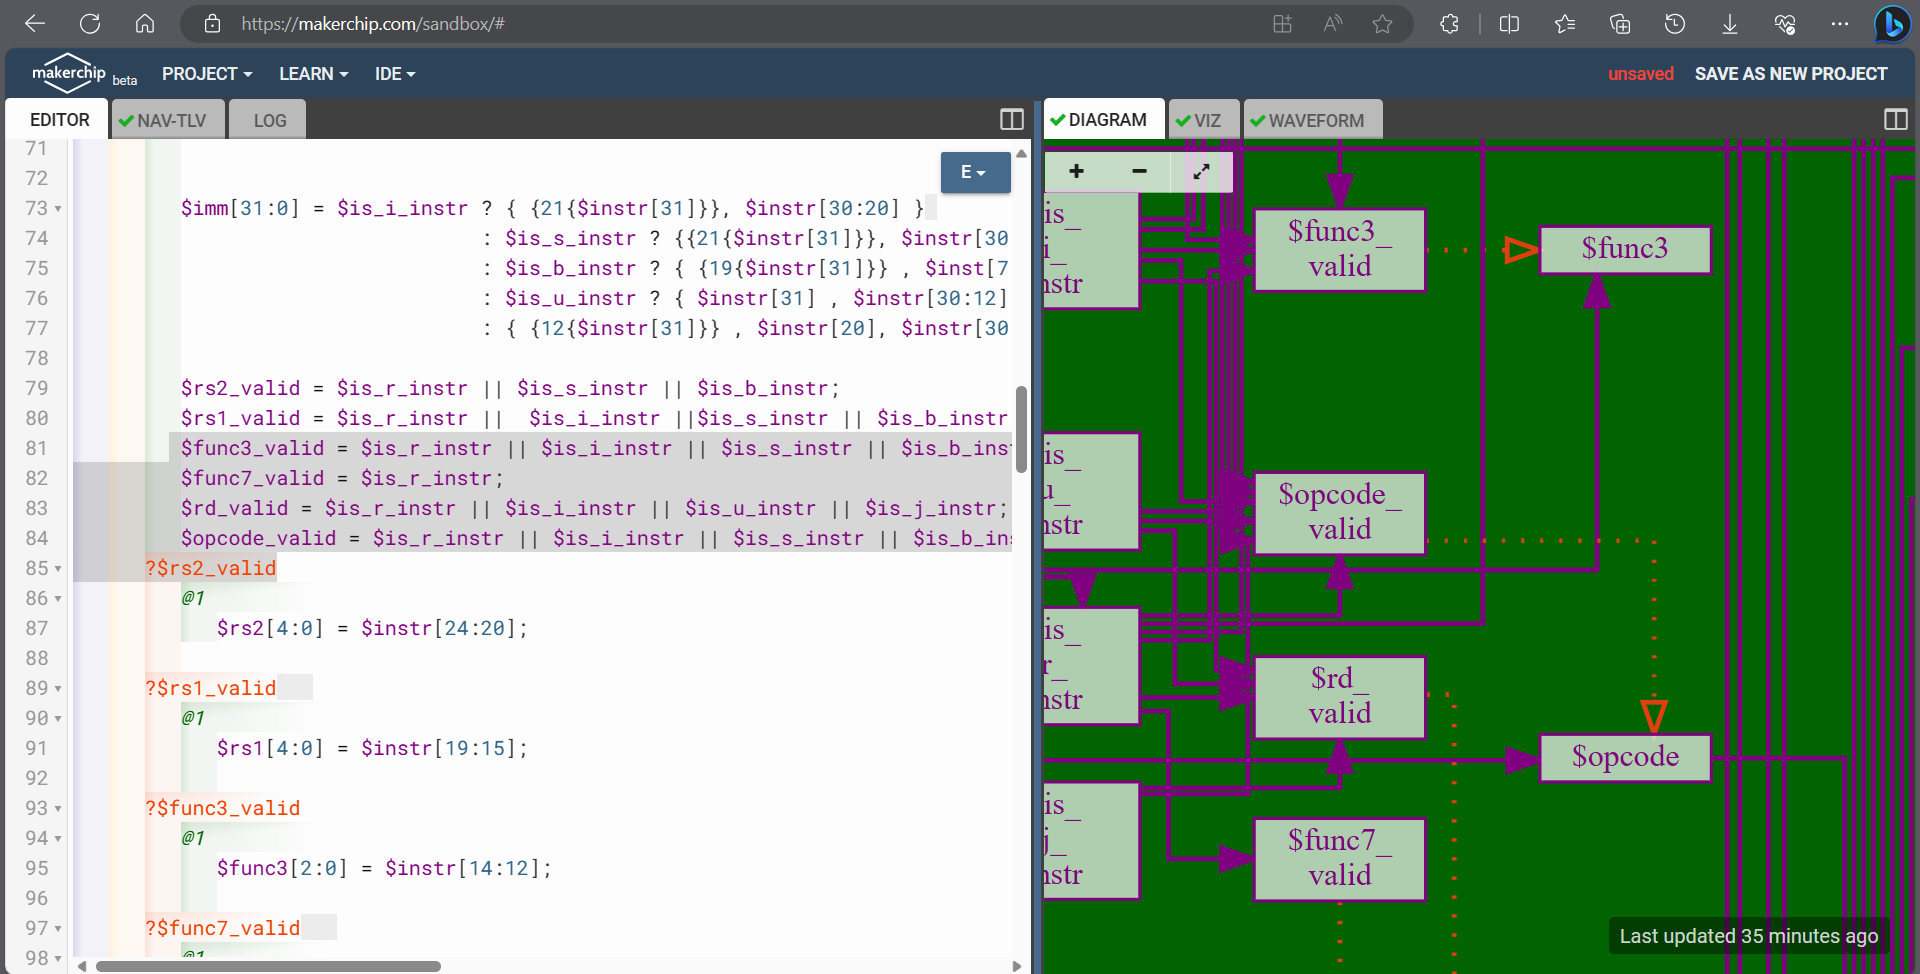 https://makerchip.com/sandbox/#
makerchip beta PROJECT LEARN IDE unsaved SAVE AS NEW PROJECT
EDITOR NAV-TLV LOG
71
72
73 $imm[31:0] = $is_i_instr ? { {21{$instr[31]}}, $instr[30:20] }
74 : $is_s_instr ? {{21{$instr[31]}}, $instr[30
75 : $is_b_instr ? { {19{$instr[31]}} , $inst[7
76 : $is_u_instr ? { $instr[31] , $instr[30:12]
77 : { {12{$instr[31]}} , $instr[20], $instr[30
78
79 $rs2_valid = $is_r_instr || $is_s_instr || $is_b_instr;
80 $rs1_valid = $is_r_instr ||  $is_i_instr ||$is_s_instr || $is_b_instr
81 $func3_valid = $is_r_instr || $is_i_instr || $is_s_instr || $is_b_ins
82 $func7_valid = $is_r_instr;
83 $rd_valid = $is_r_instr || $is_i_instr || $is_u_instr || $is_j_instr;
84 $opcode_valid = $is_r_instr || $is_i_instr || $is_s_instr || $is_b_in
85 ?$rs2_valid
86 @1
87 $rs2[4:0] = $instr[24:20];
88
89 ?$rs1_valid
90 @1
91 $rs1[4:0] = $instr[19:15];
92
93 ?$func3_valid
94 @1
95 $func3[2:0] = $instr[14:12];
96
97 ?$func7_valid
98 @1
E
DIAGRAM VIZ WAVEFORM
+ −
is_
i_
nstr
$func3_
valid
$func3
is_
u_
nstr
$opcode_
valid
is_
r_
nstr
$rd_
valid
$opcode
is_
j_
nstr
$func7_
valid
Last updated 35 minutes ago